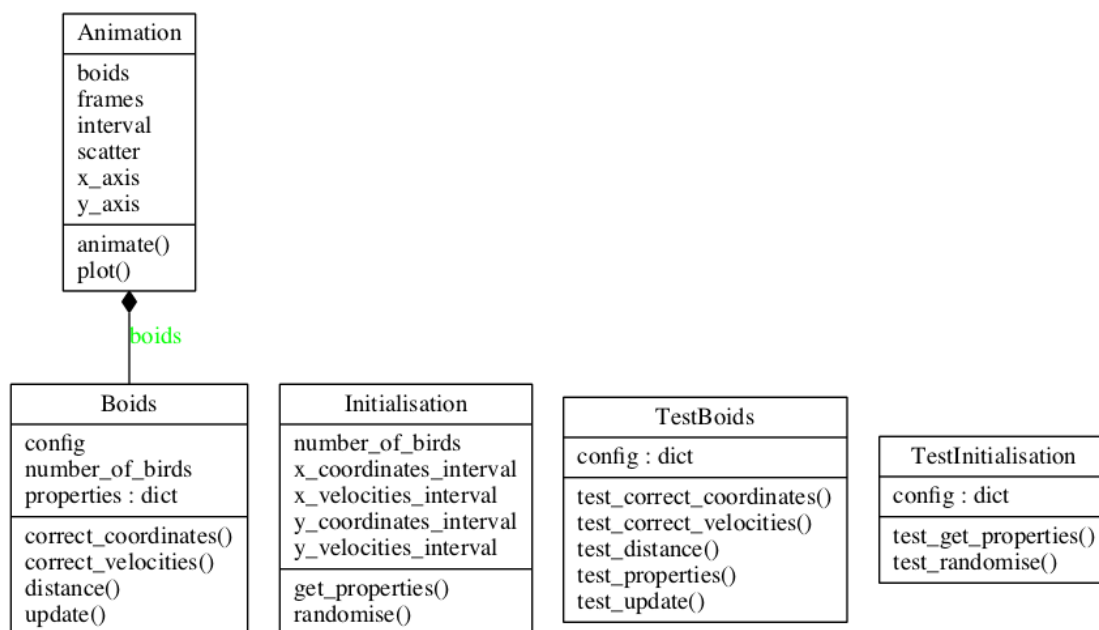 Animation
boids
frames
interval
scatter
x_axis
y_axis
animate()
plot()
boids
Boids
config
number_of_birds
properties : dict
correct_coordinates()
correct_velocities()
distance()
update()
Initialisation
number_of_birds
x_coordinates_interval
x_velocities_interval
y_coordinates_interval
y_velocities_interval
get_properties()
randomise()
TestBoids
config : dict
test_correct_coordinates()
test_correct_velocities()
test_distance()
test_properties()
test_update()
TestInitialisation
config : dict
test_get_properties()
test_randomise()